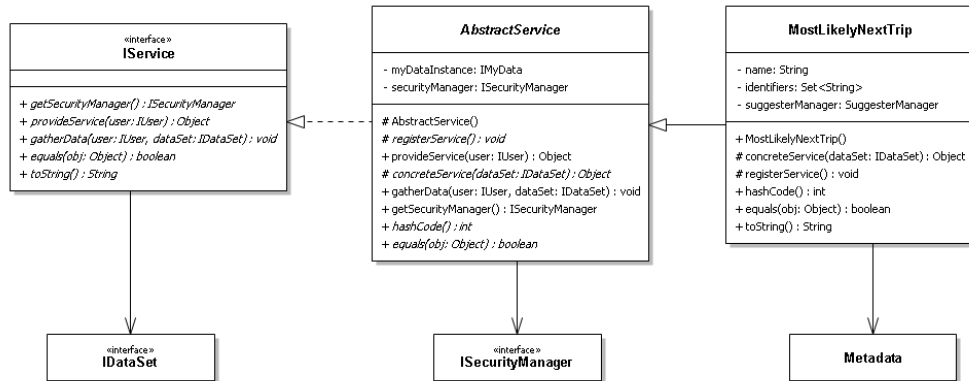 «interface»
IService
+ getSecurityManager() : ISecurityManager
+ provideService(user: IUser) : Object
+ gatherData(user: IUser, dataSet: IDataSet) : void
+ equals(obj: Object) : boolean
+ toString() : String
AbstractService
- myDataInstance: IMyData
- securityManager: ISecurityManager
# AbstractService()
# registerService() : void
+ provideService(user: IUser) : Object
# concreteService(dataSet: IDataSet) : Object
+ gatherData(user: IUser, dataSet: IDataSet) : void
+ getSecurityManager() : ISecurityManager
+ hashCode() : int
+ equals(obj: Object) : boolean
MostLikelyNextTrip
- name: String
- identifiers: Set<String>
- suggesterManager: SuggesterManager
+ MostLikelyNextTrip()
# concreteService(dataSet: IDataSet) : Object
# registerService() : void
+ hashCode() : int
+ equals(obj: Object) : boolean
+ toString() : String
«interface»
IDataSet
«interface»
ISecurityManager
Metadata